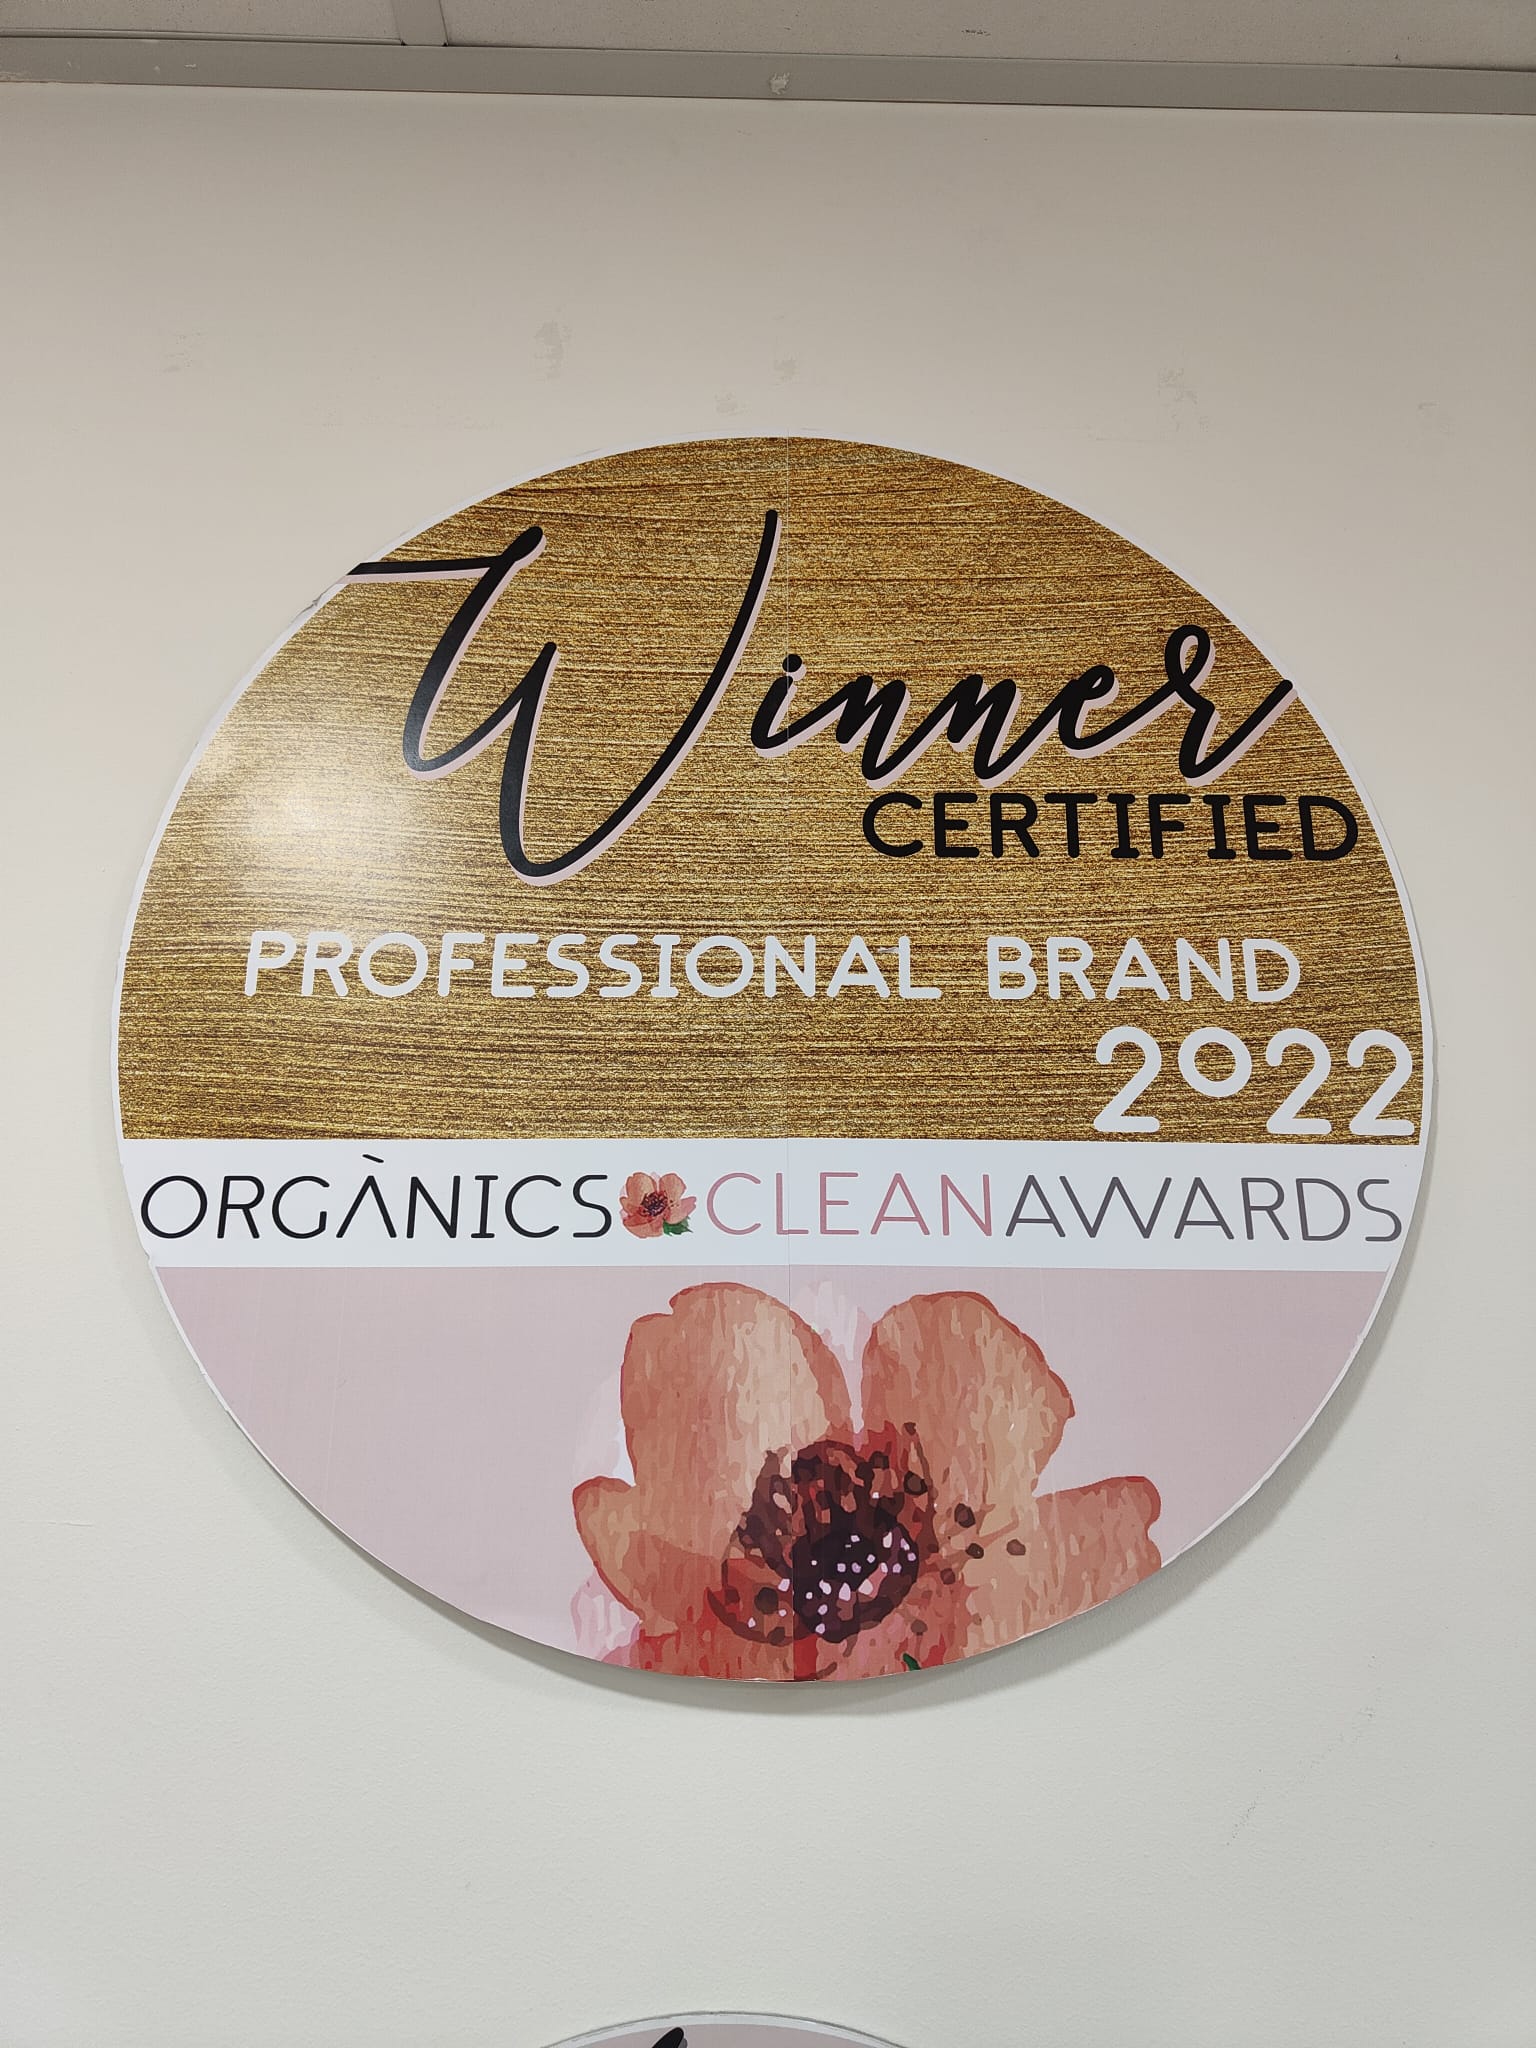 Winner
CERTIFIED
PROFESSIONAL BRAND
2022
ORGÀNICS CLEANAWARDS